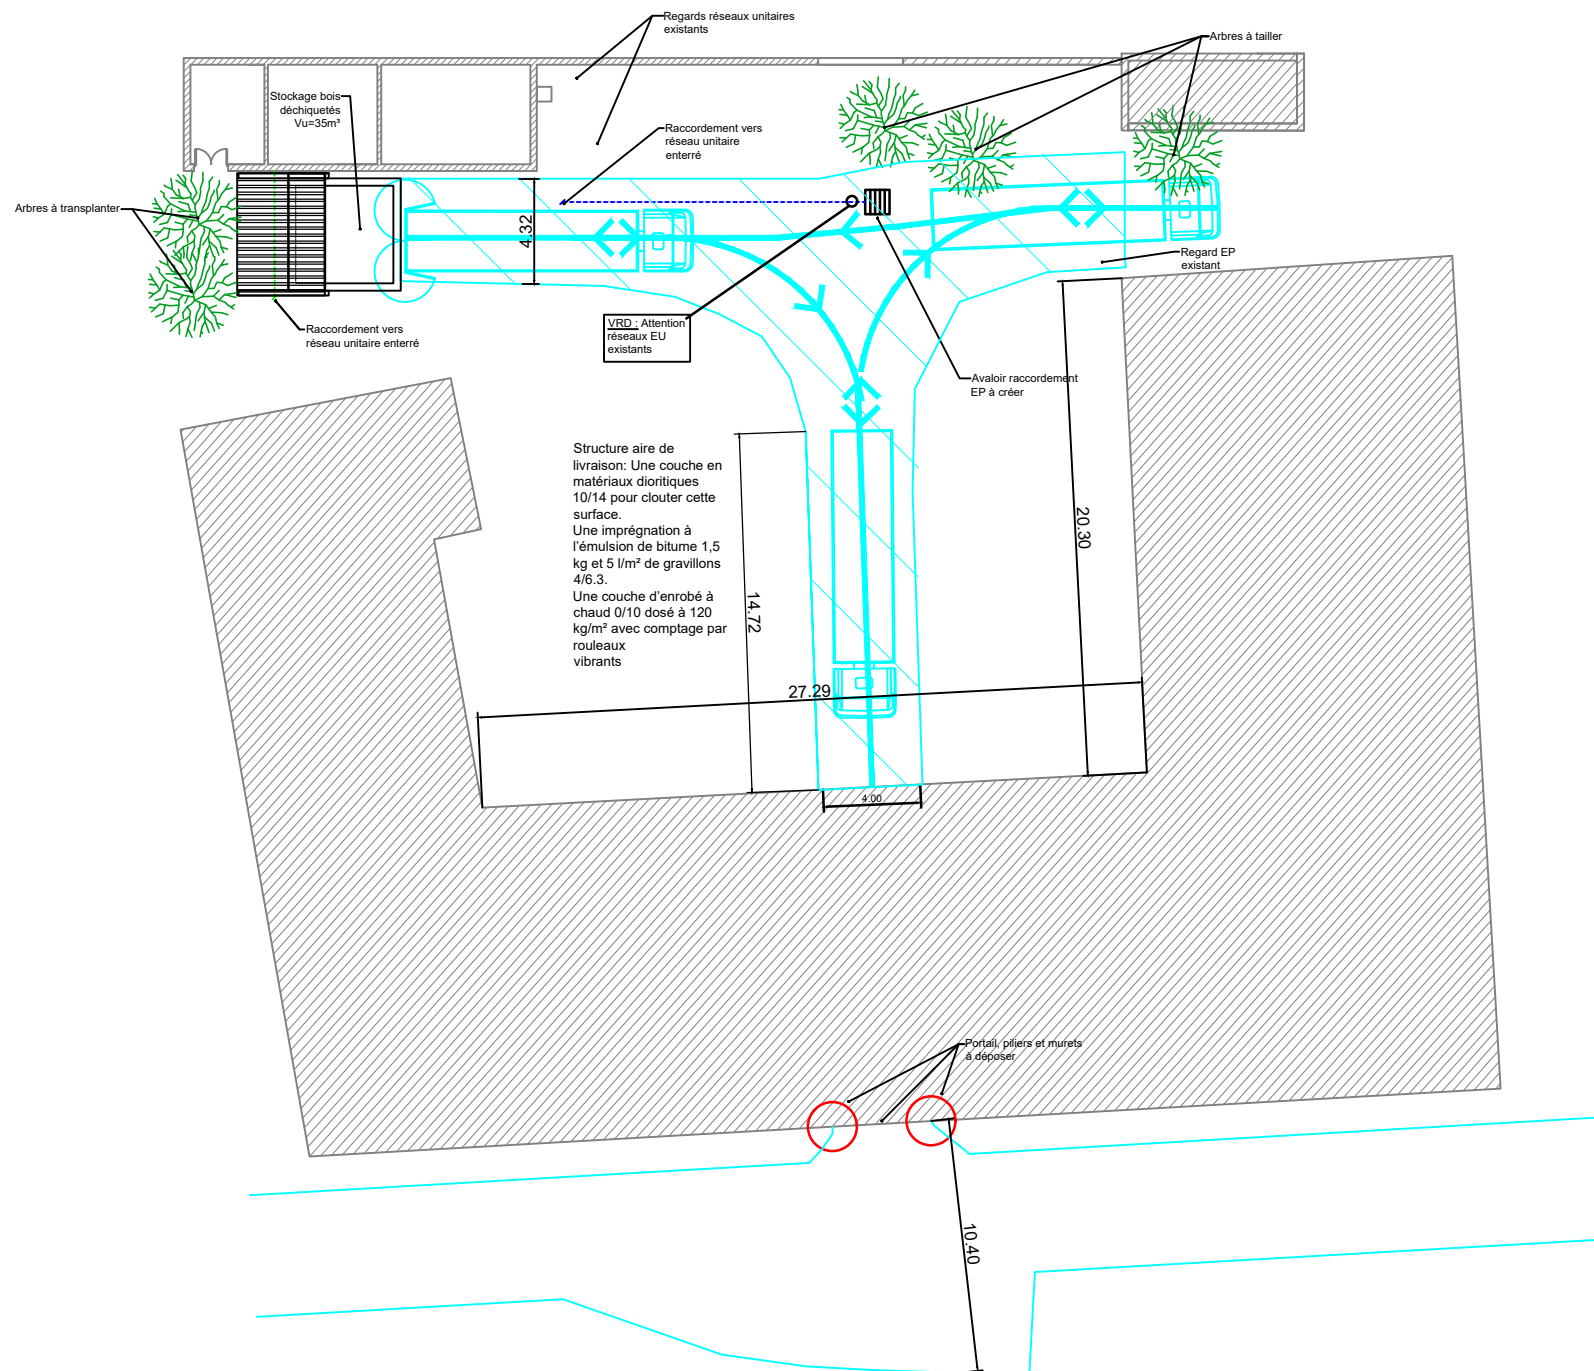 Regards réseaux unitaires
existants
Arbres à tailler
Stockage bois
déchiquetés
Vu=35m³
Raccordement vers
réseau unitaire
enterré
Arbres à transplanter
4.32
Regard EP
existant
VRD : Attention
réseaux EU
existants
Raccordement vers
réseau unitaire enterré
Avaloir raccordement
EP à créer
Structure aire de
livraison: Une couche en
matériaux dioritiques
10/14 pour clouter cette
surface.
Une imprégnation à
l'émulsion de bitume 1,5
kg et 5 l/m² de gravillons
4/6.3.
Une couche d'enrobé à
chaud 0/10 dosé à 120
kg/m² avec comptage par
rouleaux
vibrants
20.30
14.72
27.29
4.00
Portail, piliers et murets
à déposer
10.40